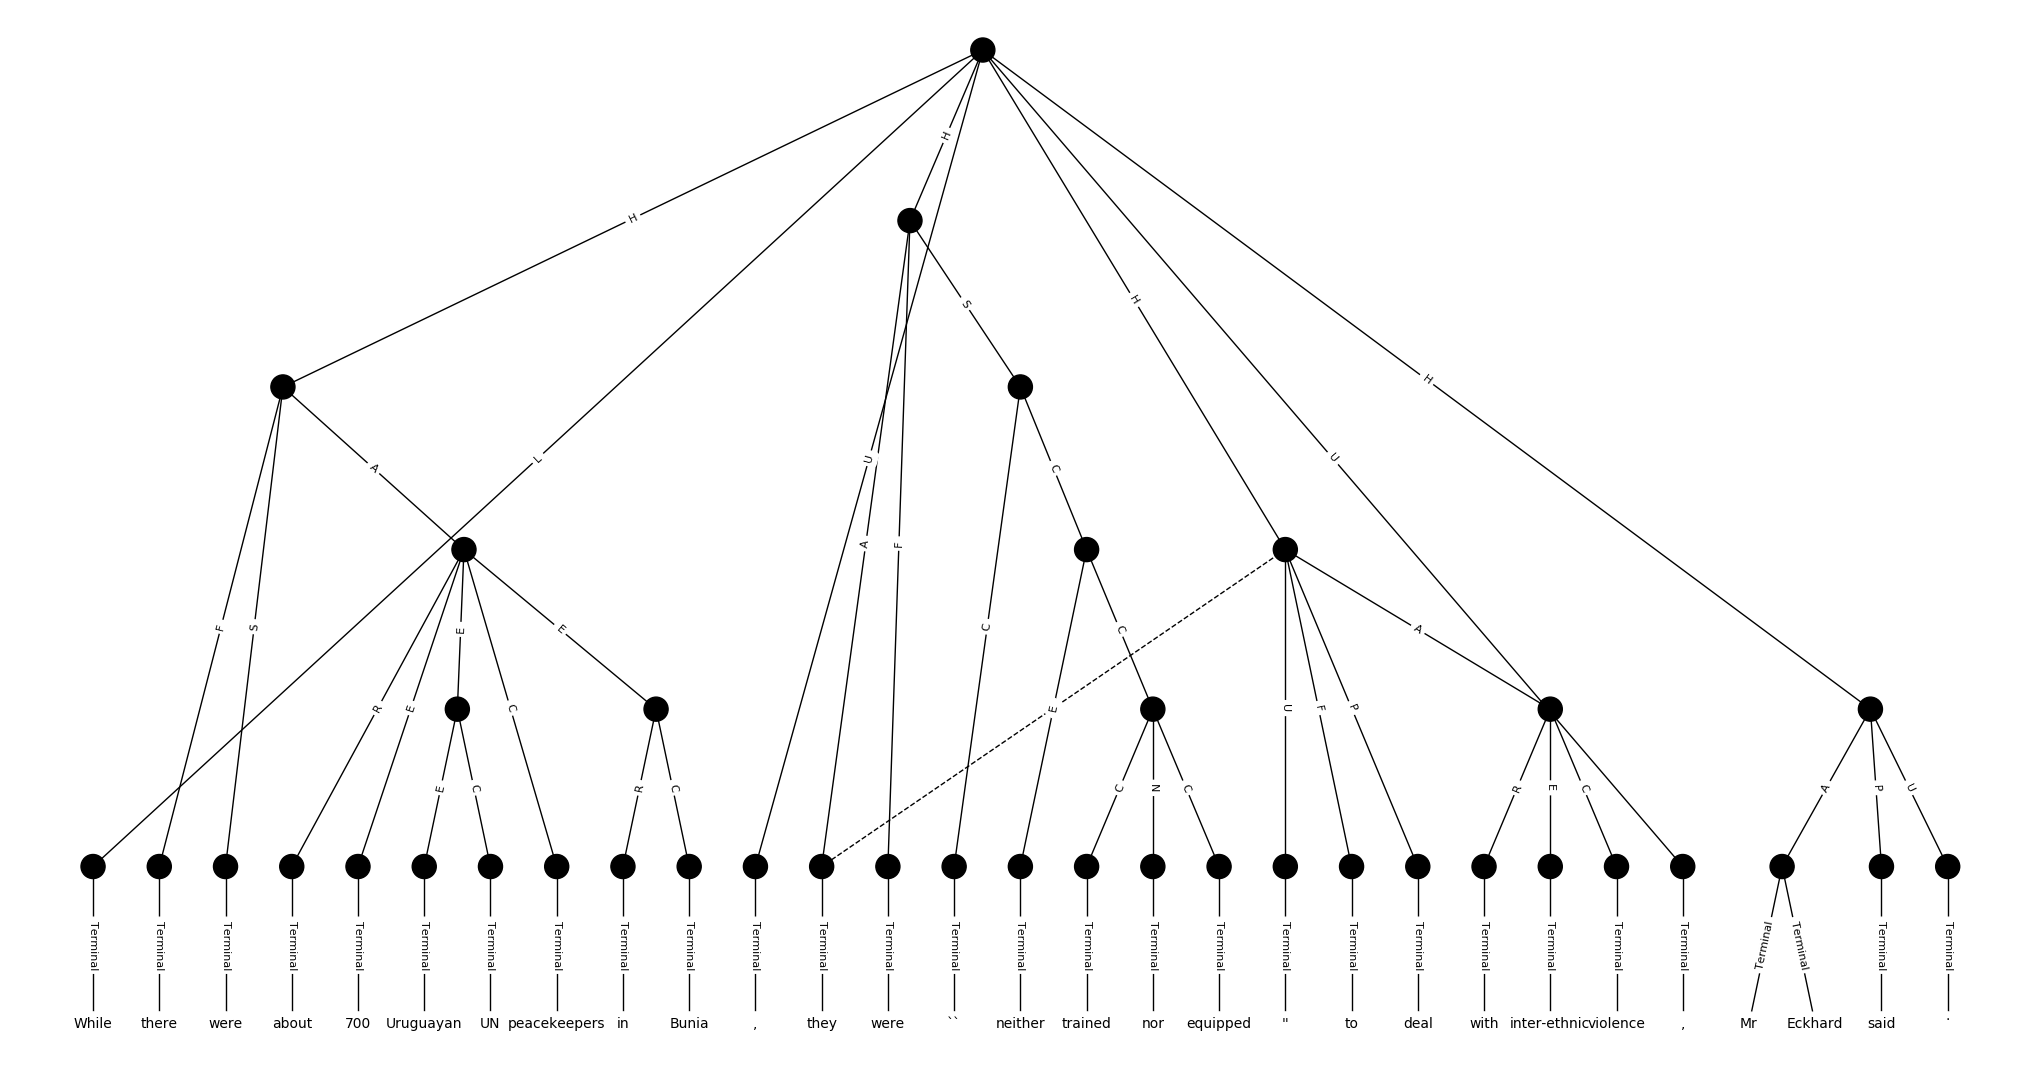 H
H
S
H
H
L
A
U
U
A
F
C
F
S
E
E
C
C
A
R
E
C
E
U
F
P
E
C
R
C
C
N
C
R
E
C
A
P
U
Terminal Terminal Terminal Terminal Terminal Terminal Terminal Terminal Terminal Terminal Terminal Terminal Terminal Terminal Terminal Terminal Terminal Terminal Terminal Terminal Terminal Terminal Terminal Terminal Terminal Terminal Terminal Terminal Terminal
While there were about 700 Uruguayan UN peacekeepers in Bunia , they were `` neither trained nor equipped " to deal with inter-ethnic violence , Mr Eckhard said .